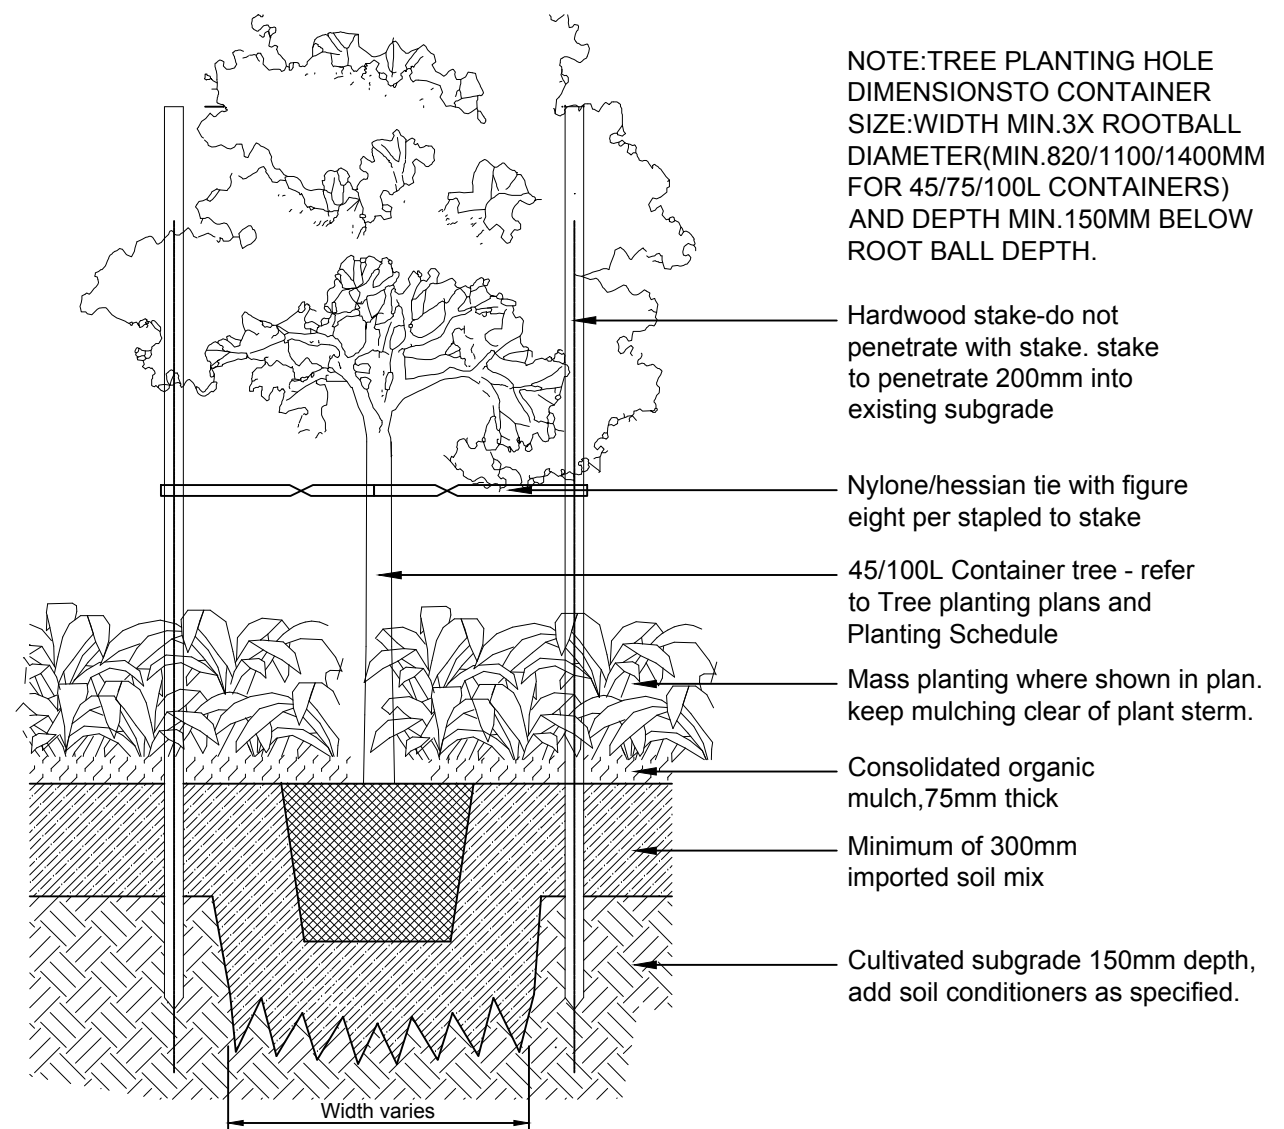 NOTE:TREE PLANTING HOLE
DIMENSIONSTO CONTAINER
SIZE:WIDTH MIN.3X ROOTBALL
DIAMETER(MIN.820/1100/1400MM
FOR 45/75/100L CONTAINERS)
AND DEPTH MIN.150MM BELOW
ROOT BALL DEPTH.
Hardwood stake-do not
penetrate with stake. stake
to penetrate 200mm into
existing subgrade
Nylone/hessian tie with figure
eight per stapled to stake
45/100L Container tree - refer
to Tree planting plans and
Planting Schedule
Mass planting where shown in plan.
keep mulching clear of plant sterm.
Consolidated organic
mulch,75mm thick
Minimum of 300mm
imported soil mix
Cultivated subgrade 150mm depth,
add soil conditioners as specified.
Width varies